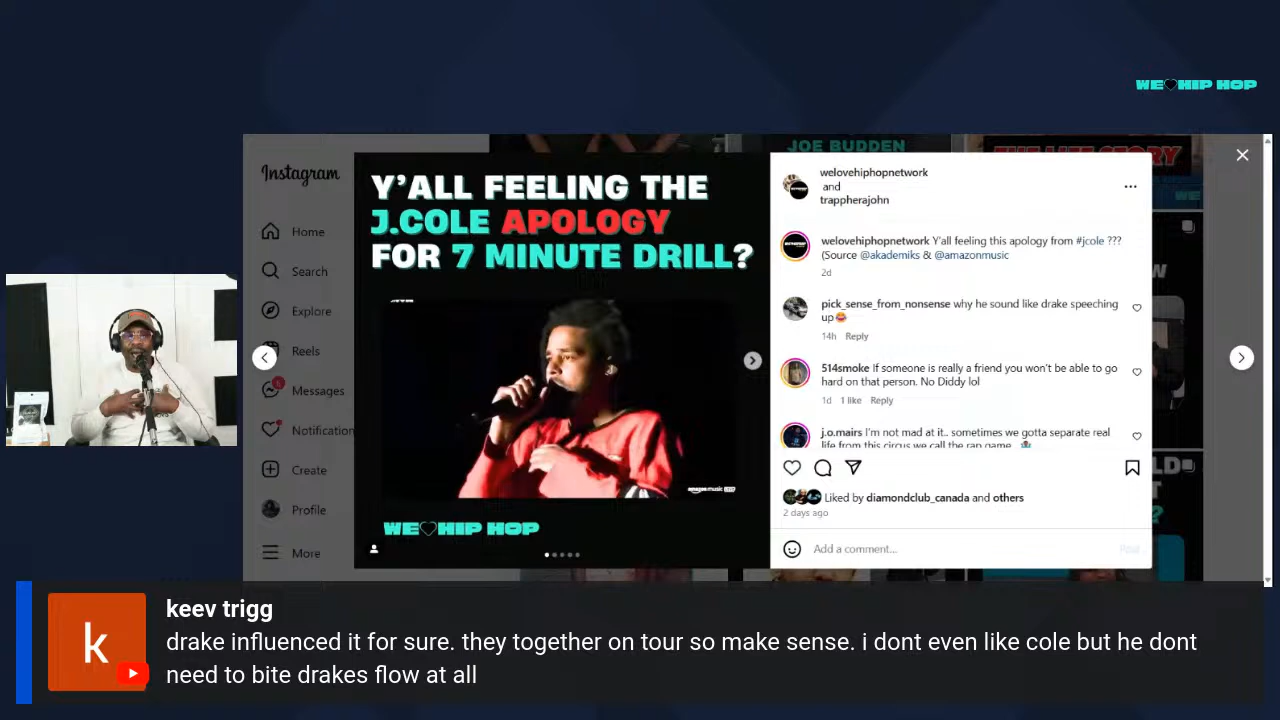 WE HIP HOP
Instagram
Home
Search
Explore
Reels
Messages
Notification
Create
Profile
More
JOE BUDDEN
THE LIFE STORY
Y'ALL FEELING THE
J.COLE APOLOGY
FOR 7 MINUTE DRILL?
WE HIP HOP
welovehiphopnetwork
and
trappherajohn
welovehiphopnetwork Y'all feeling this apology from #jcole ???
(Source @akademiks & @amazonmusic
2d
pick_sense_from_nonsense why he sound like drake speeching
up😂
14h Reply
514smoke If someone is really a friend you won't be able to go
hard on that person. No Diddy lol
1d 1 like Reply
j.o.mairs I'm not mad at it.. sometimes we gotta separate real
life from this circus we call the rap game.
Liked by diamondclub_canada and others
2 days ago
Add a comment...
Post
k
keev trigg
drake influenced it for sure. they together on tour so make sense. i dont even like cole but he dont
need to bite drakes flow at all